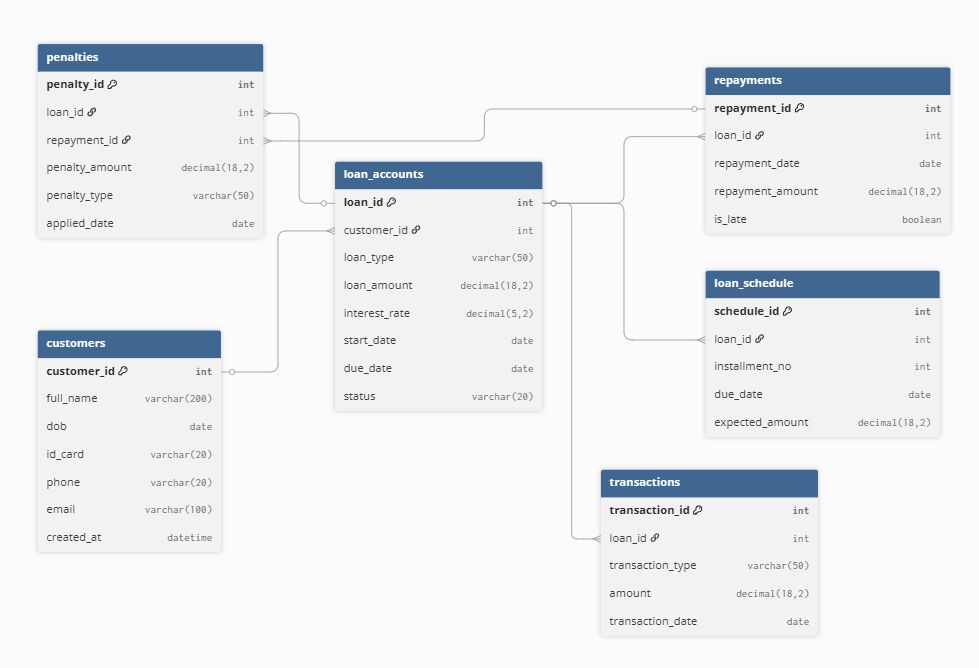 penalties
penalty_id int
loan_id int
repayment_id int
penalty_amount decimal(18,2)
penalty_type varchar(50)
applied_date date
repayments
repayment_id int
loan_id int
repayment_date date
repayment_amount decimal(18,2)
is_late boolean
loan_accounts
loan_id int
customer_id int
loan_type varchar(50)
loan_amount decimal(18,2)
interest_rate decimal(5,2)
start_date date
due_date date
status varchar(20)
loan_schedule
schedule_id int
loan_id int
installment_no int
due_date date
expected_amount decimal(18,2)
customers
customer_id int
full_name varchar(200)
dob date
id_card varchar(20)
phone varchar(20)
email varchar(100)
created_at datetime
transactions
transaction_id int
loan_id int
transaction_type varchar(50)
amount decimal(18,2)
transaction_date date